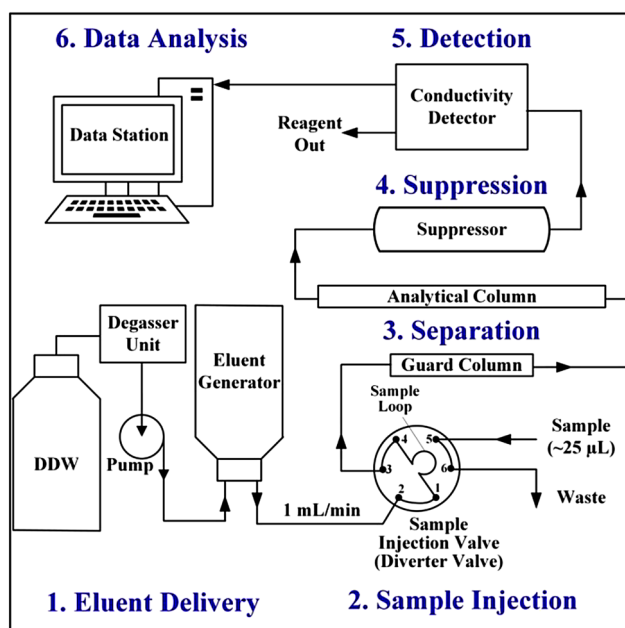 6. Data Analysis
5. Detection
Data Station
Conductivity
Detector
Reagent
Out
4. Suppression
Suppressor
Analytical Column
3. Separation
Guard Column
Degasser
Unit
Eluent
Generator
DDW
Pump
1 mL/min
Sample
Loop
4
5
3
6
2
1
Sample
(~25 µL)
Waste
Sample
Injection Valve
(Diverter Valve)
1. Eluent Delivery
2. Sample Injection